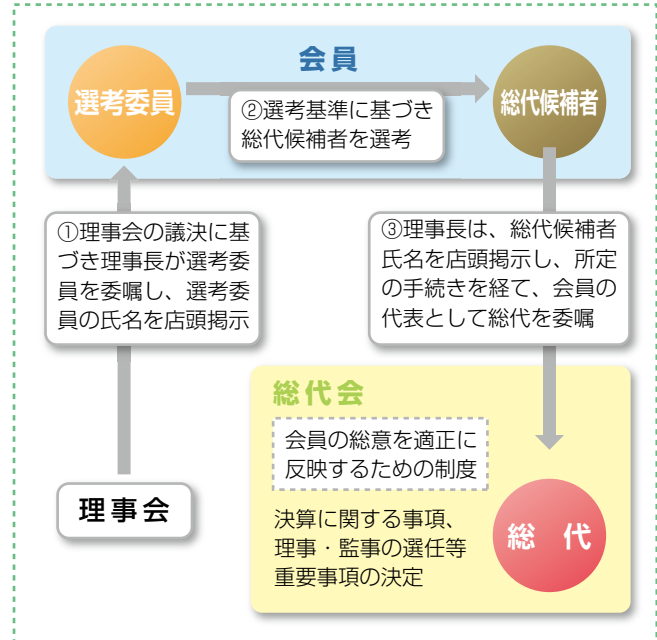 会員
選考委員
②選考基準に基づき
総代候補者を選考
総代候補者
①理事会の議決に基
づき理事長が選考委
員を委嘱し、選考委
員の氏名を店頭掲示
③理事長は、総代候補者
氏名を店頭掲示し、所定
の手続きを経て、会員の
代表として総代を委嘱
理事会
総代会
会員の総意を適正に
反映するための制度
決算に関する事項、
理事・監事の選任等
重要事項の決定
総　代